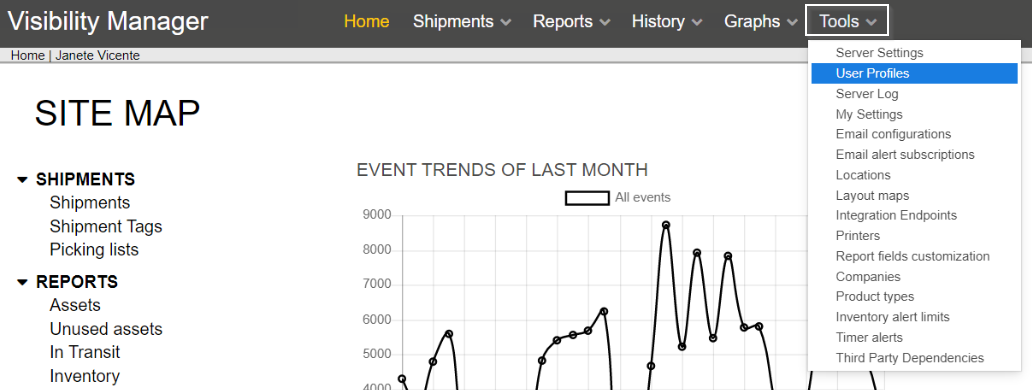 Visibility Manager
Home Shipments Reports History Graphs Tools
Home | Janete Vicente
Server Settings
User Profiles
Server Log
My Settings
Email configurations
Email alert subscriptions
Locations
Layout maps
Integration Endpoints
Printers
Report fields customization
Companies
Product types
Inventory alert limits
Timer alerts
Third Party Dependencies
SITE MAP
SHIPMENTS
Shipments
Shipment Tags
Picking lists
REPORTS
Assets
Unused assets
In Transit
Inventory
EVENT TRENDS OF LAST MONTH
All events
9000
8000
7000
6000
5000
4000